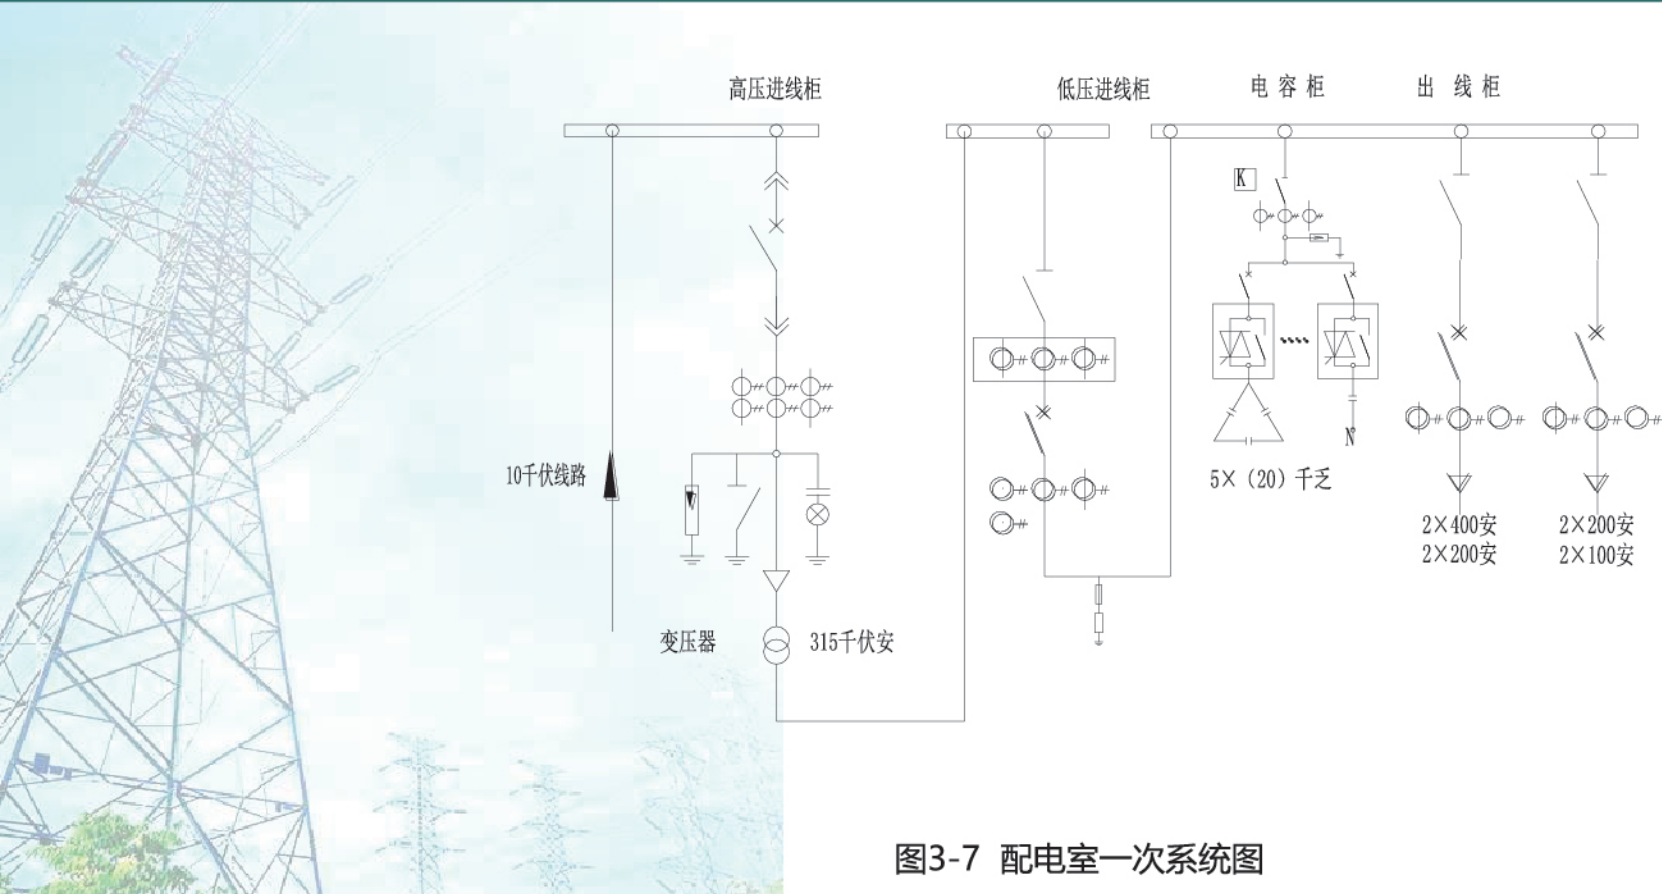 高压进线柜
低压进线柜
电容柜
出线柜
K
10千伏线路
N
5×（20）千乏
2×400安
2×200安
2×200安
2×100安
变压器
315千伏安
图3-7 配电室一次系统图